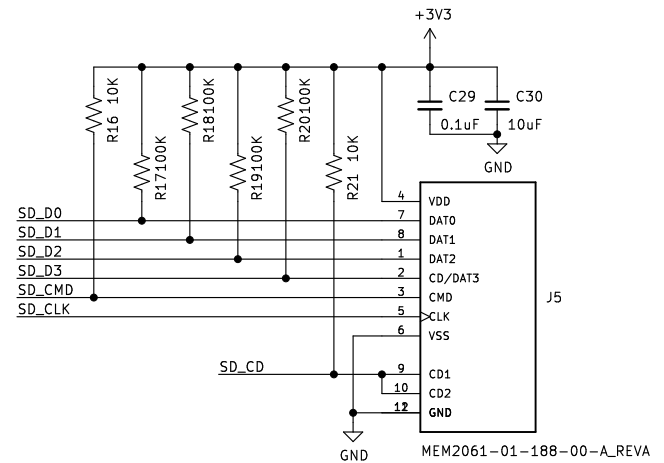 +3V3
R16 10K
R17100K
R18100K
R19100K
R20100K
R21 10K
C29
0.1uF
C30
10uF
GND
SD_D0
SD_D1
SD_D2
SD_D3
SD_CMD
SD_CLK
SD_CD
4 VDD
7 DAT0
8 DAT1
1 DAT2
2 CD/DAT3
3 CMD
5 CLK
6 VSS
9 CD1
10 CD2
GND
J5
GND
MEM2061-01-188-00-A_REVA